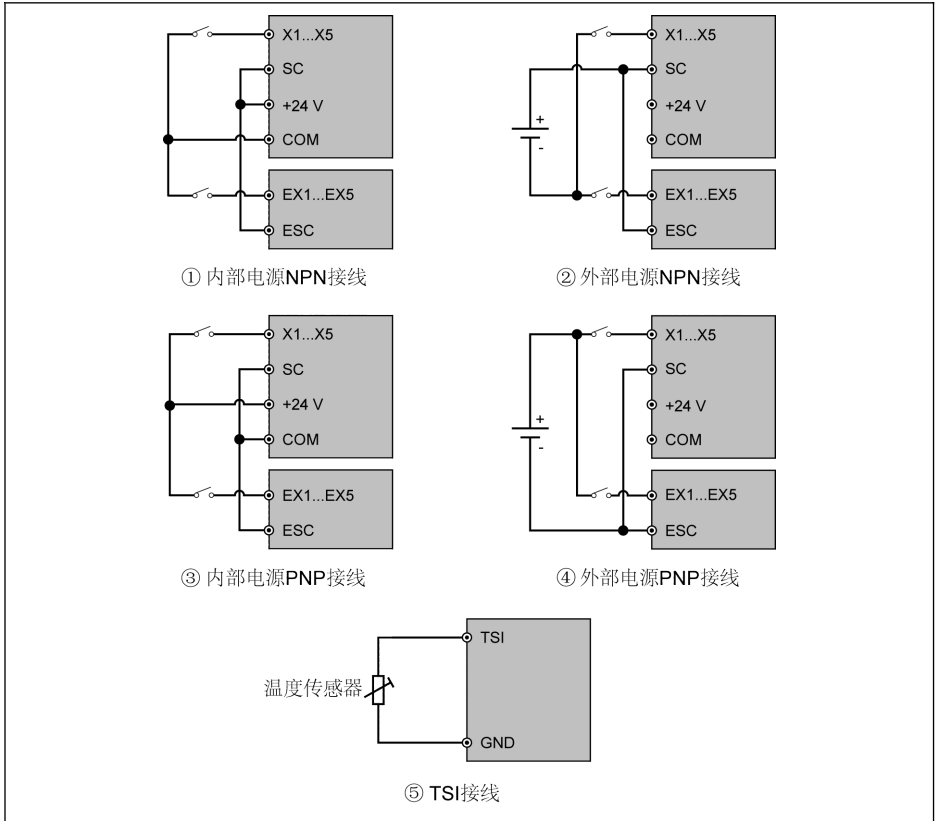 X1...X5
SC
+24 V
COM
EX1...EX5
ESC
① 内部电源NPN接线
X1...X5
SC
+24 V
COM
+
-
EX1...EX5
ESC
② 外部电源NPN接线
X1...X5
SC
+24 V
COM
EX1...EX5
ESC
③ 内部电源PNP接线
X1...X5
SC
+24 V
COM
+
-
EX1...EX5
ESC
④ 外部电源PNP接线
TSI
温度传感器
GND
⑤ TSI接线